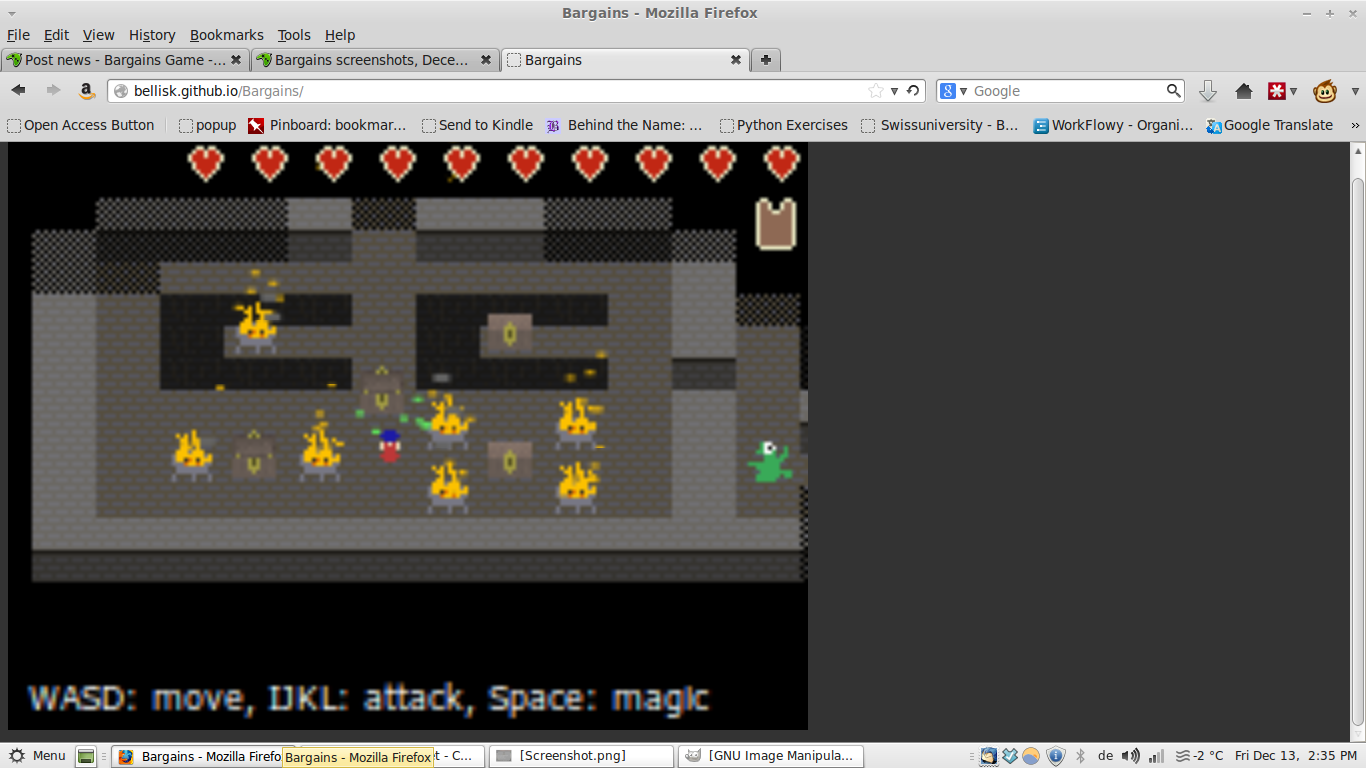 Bargains - Mozilla Firefox
File Edit View History Bookmarks Tools Help
Post news - Bargains Game -... Bargains screenshots, Dece... Bargains
bellisk.github.io/Bargains/ Google
Open Access Button popup Pinboard: bookmar... Send to Kindle Behind the Name: ... Python Exercises Swissuniversity - B... WorkFlowy - Organi... Google Translate »
WASD: move, IJKL: attack, Space: magic
Menu Bargains - Mozilla Firefo Bargains - Mozilla Firefox t - C... [Screenshot.png] [GNU Image Manipula... de -2 °C Fri Dec 13, 2:35 PM